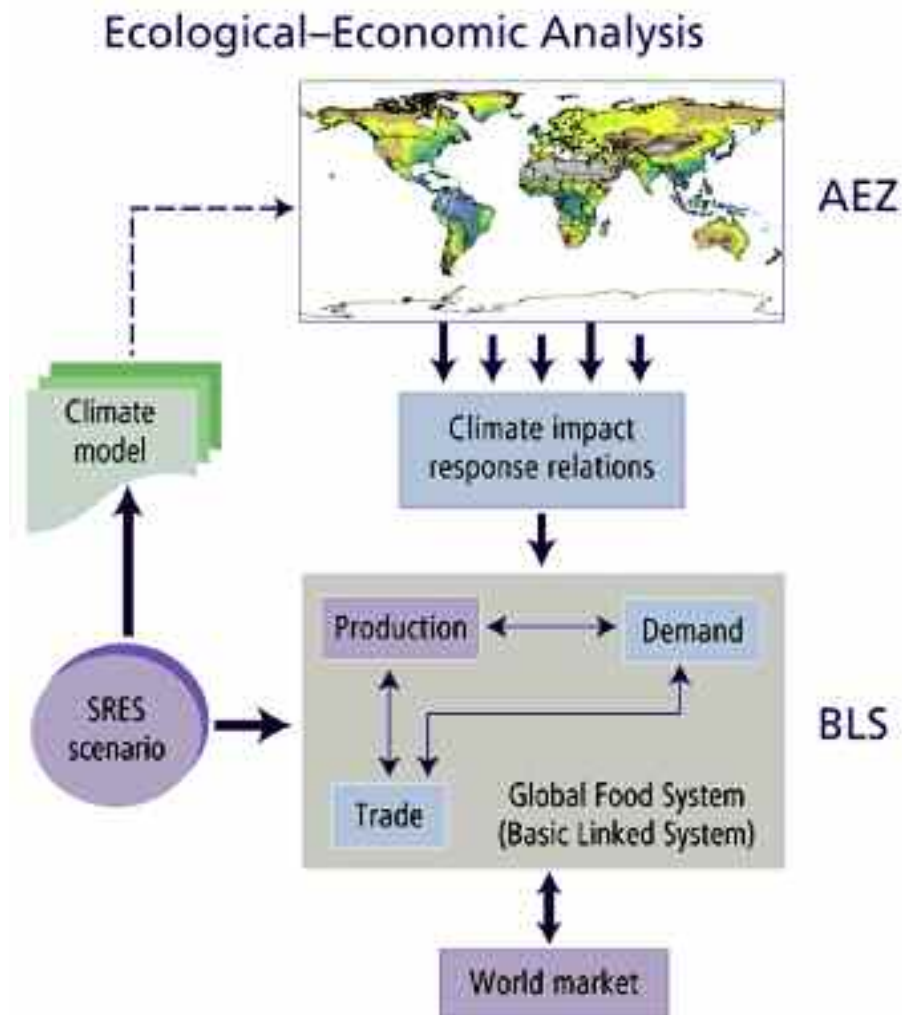 Ecological–Economic Analysis
AEZ
Climate
model
Climate impact
response relations
Production
Demand
SRES
scenario
BLS
Trade
Global Food System
(Basic Linked System)
World market